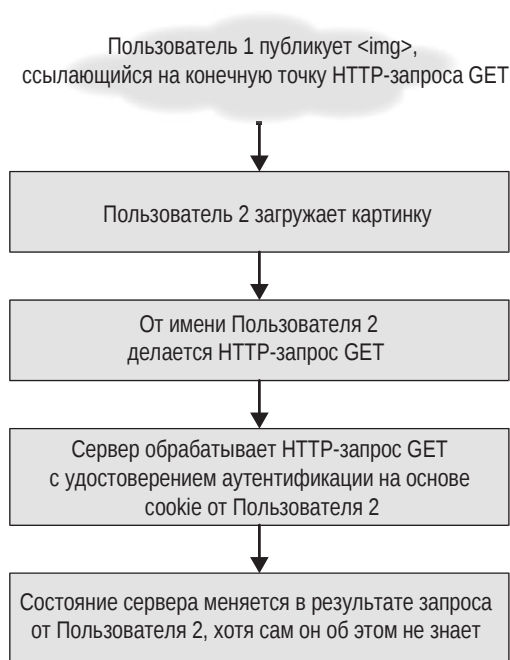 Пользователь 1 публикует <img>,
ссылающийся на конечную точку HTTP-запроса GET
Пользователь 2 загружает картинку
От имени Пользователя 2
делается HTTP-запрос GET
Сервер обрабатывает HTTP-запрос GET
с удостоверением аутентификации на основе
cookie от Пользователя 2
Состояние сервера меняется в результате запроса
от Пользователя 2, хотя сам он об этом не знает